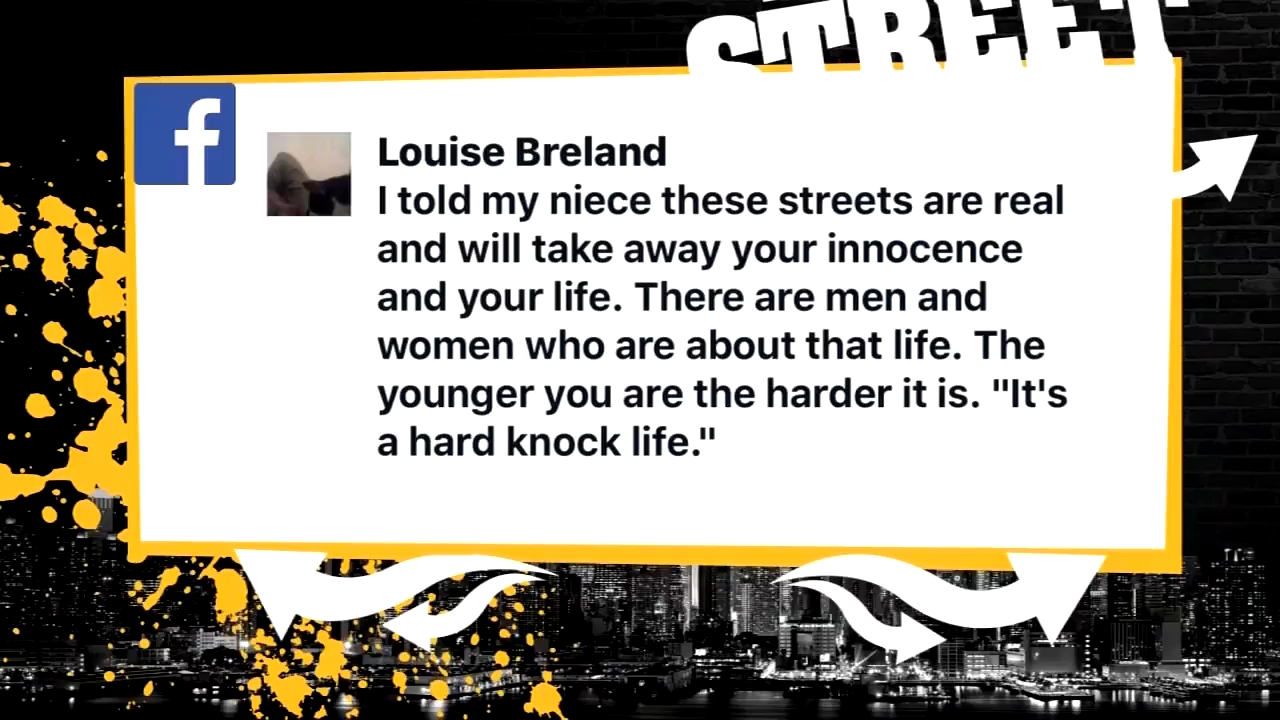 STREET
f
Louise Breland
I told my niece these streets are real
and will take away your innocence
and your life. There are men and
women who are about that life. The
younger you are the harder it is. "It's
a hard knock life."